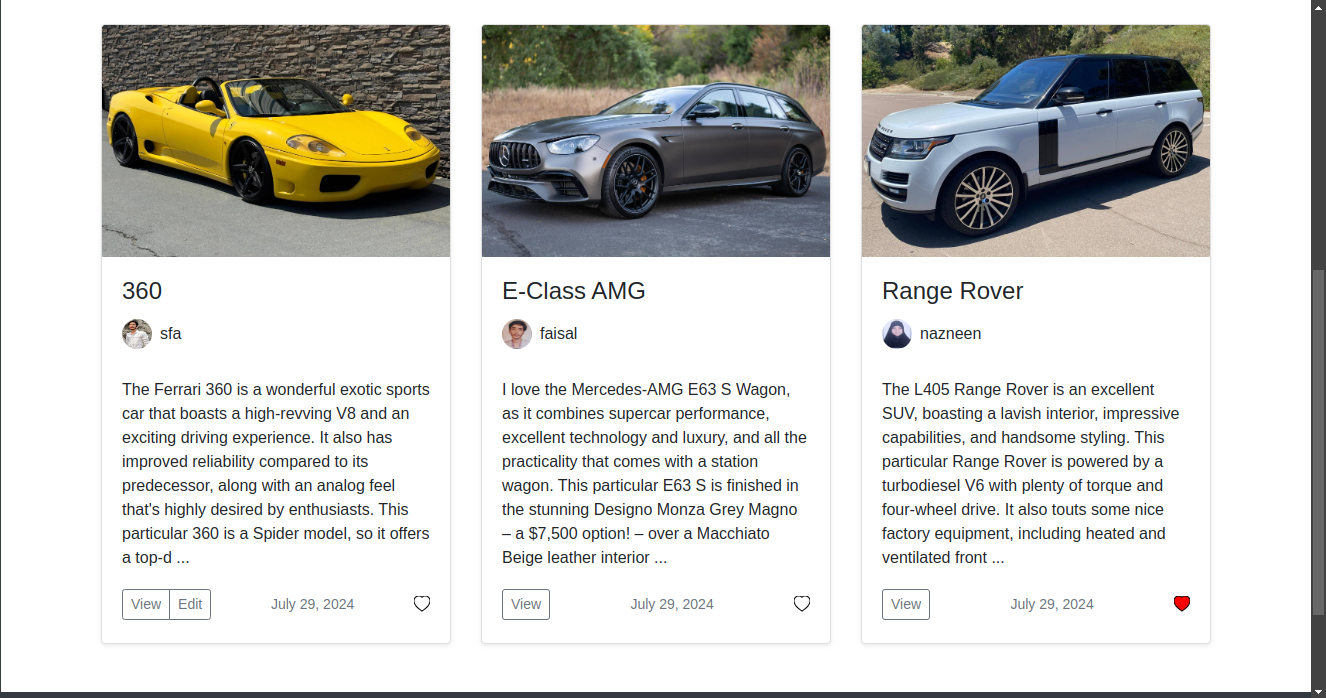 360
sfa
The Ferrari 360 is a wonderful exotic sports
car that boasts a high-revving V8 and an
exciting driving experience. It also has
improved reliability compared to its
predecessor, along with an analog feel
that's highly desired by enthusiasts. This
particular 360 is a Spider model, so it offers
a top-d ...
View Edit July 29, 2024
E-Class AMG
faisal
I love the Mercedes-AMG E63 S Wagon,
as it combines supercar performance,
excellent technology and luxury, and all the
practicality that comes with a station
wagon. This particular E63 S is finished in
the stunning Designo Monza Grey Magno
– a $7,500 option! – over a Macchiato
Beige leather interior ...
View July 29, 2024
Range Rover
nazneen
The L405 Range Rover is an excellent
SUV, boasting a lavish interior, impressive
capabilities, and handsome styling. This
particular Range Rover is powered by a
turbodiesel V6 with plenty of torque and
four-wheel drive. It also touts some nice
factory equipment, including heated and
ventilated front ...
View July 29, 2024